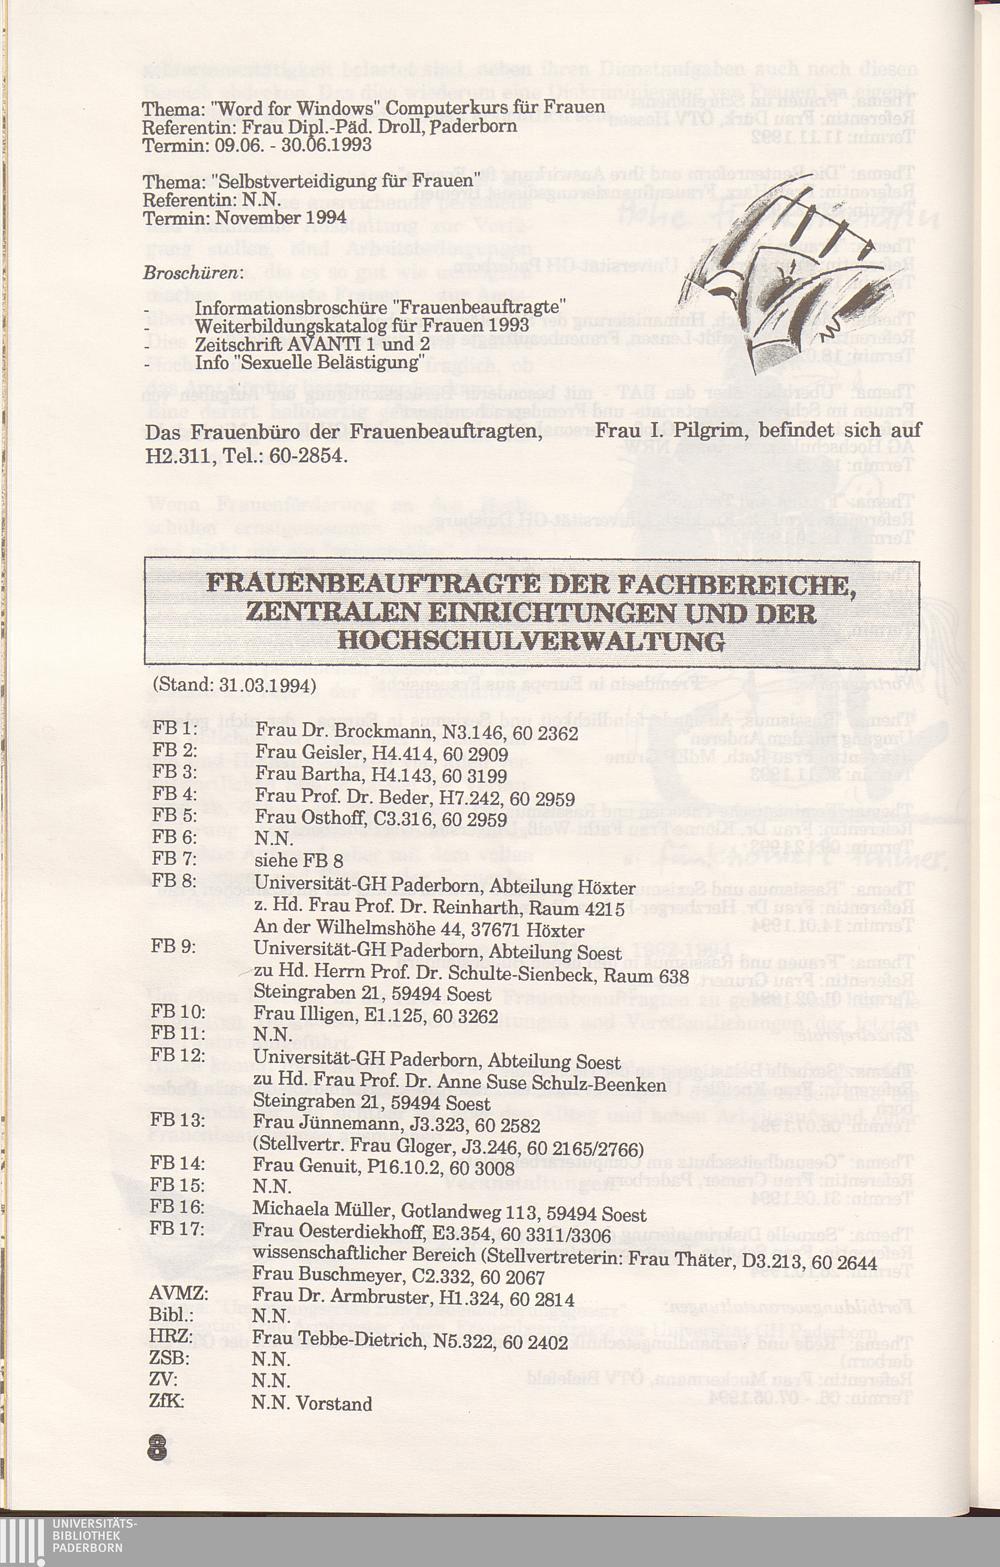 Thema: "Word for Windows" Computerkurs für Frauen
Referentin: Frau Dipl.-Päd. Droll, Paderborn
Termin: 09.06. - 30.06.1993
Thema: "Selbstverteidigung für Frauen"
Referentin: N.N.
Termin: November 1994
Broschüren:
- Informationsbroschüre "Frauenbeauftragte"
- Weiterbildungskatalog für Frauen 1993
- Zeitschrift AVANTI 1 und 2
- Info "Sexuelle Belästigung"
Das Frauenbüro der Frauenbeauftragten, Frau I. Pilgrim, befindet sich auf
H2.311, Tel.: 60-2854.
FRAUENBEAUFTRAGTE DER FACHBEREICHE,
ZENTRALEN EINRICHTUNGEN UND DER
HOCHSCHULVERWALTUNG
(Stand: 31.03.1994)
FB 1: Frau Dr. Brockmann, N3.146, 60 2362
FB 2: Frau Geisler, H4.414, 60 2909
FB 3: Frau Bartha, H4.143, 60 3199
FB 4: Frau Prof. Dr. Beder, H7.242, 60 2959
FB 5: Frau Osthoff, C3.316, 60 2959
FB 6: N.N.
FB 7: siehe FB 8
FB 8: Universität-GH Paderborn, Abteilung Höxter
z. Hd. Frau Prof. Dr. Reinharth, Raum 4215
An der Wilhelmshöhe 44, 37671 Höxter
FB 9: Universität-GH Paderborn, Abteilung Soest
zu Hd. Herrn Prof. Dr. Schulte-Sienbeck, Raum 638
Steingraben 21, 59494 Soest
FB 10: Frau Illigen, E1.125, 60 3262
FB 11: N.N.
FB 12: Universität-GH Paderborn, Abteilung Soest
zu Hd. Frau Prof. Dr. Anne Suse Schulz-Beenken
Steingraben 21, 59494 Soest
FB 13: Frau Jünnemann, J3.323, 60 2582
(Stellvertr. Frau Gloger, J3.246, 60 2165/2766)
FB 14: Frau Genuit, P16.10.2, 60 3008
FB 15: N.N.
FB 16: Michaela Müller, Gotlandweg 113, 59494 Soest
FB 17: Frau Oesterdiekhoff, E3.354, 60 3311/3306
wissenschaftlicher Bereich (Stellvertreterin: Frau Thäter, D3.213, 60 2644
Frau Buschmeyer, C2.332, 60 2067
AVMZ: Frau Dr. Armbruster, H1.324, 60 2814
Bibl.: N.N.
HRZ: Frau Tebbe-Dietrich, N5.322, 60 2402
ZSB: N.N.
ZV: N.N.
ZfK: N.N. Vorstand
8
UNIVERSITÄTS-
BIBLIOTHEK
PADERBORN